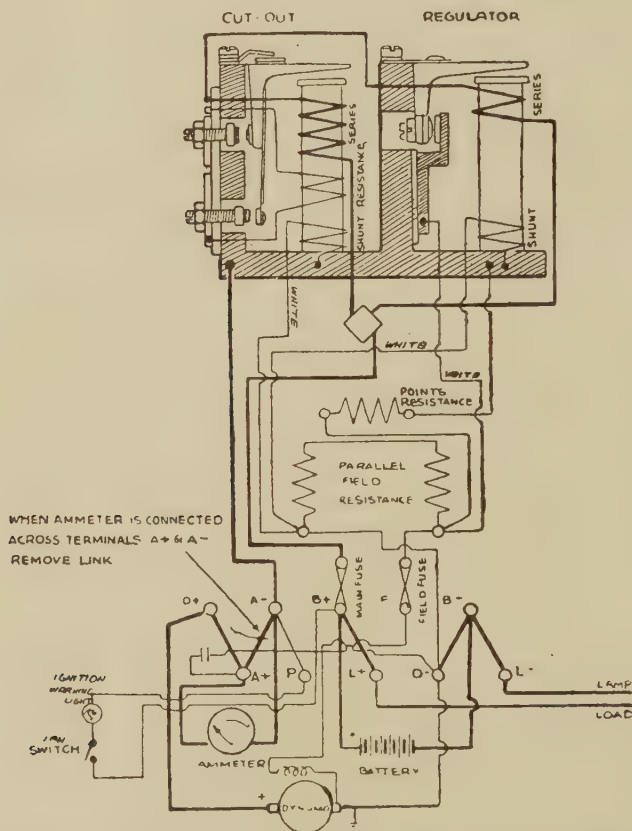 CUT-OUT
REGULATOR
SERIES
SHUNT RESISTANCE
SERIES
SHUNT
WHITE
WHITE
WHITE
POINTS
RESISTANCE
PARALLEL
FIELD
RESISTANCE
WHEN AMMETER IS CONNECTED
ACROSS TERMINALS A+ & A-
REMOVE LINK
MAIN FUSE
FIELD FUSE
D+
A-
B+
F
B-
A+
P
L+
D-
L-
IGNITION
WARNING
LIGHT
IGN
SWITCH
AMMETER
+
BATTERY
LAMP
LOAD
+
DYNAMO
-